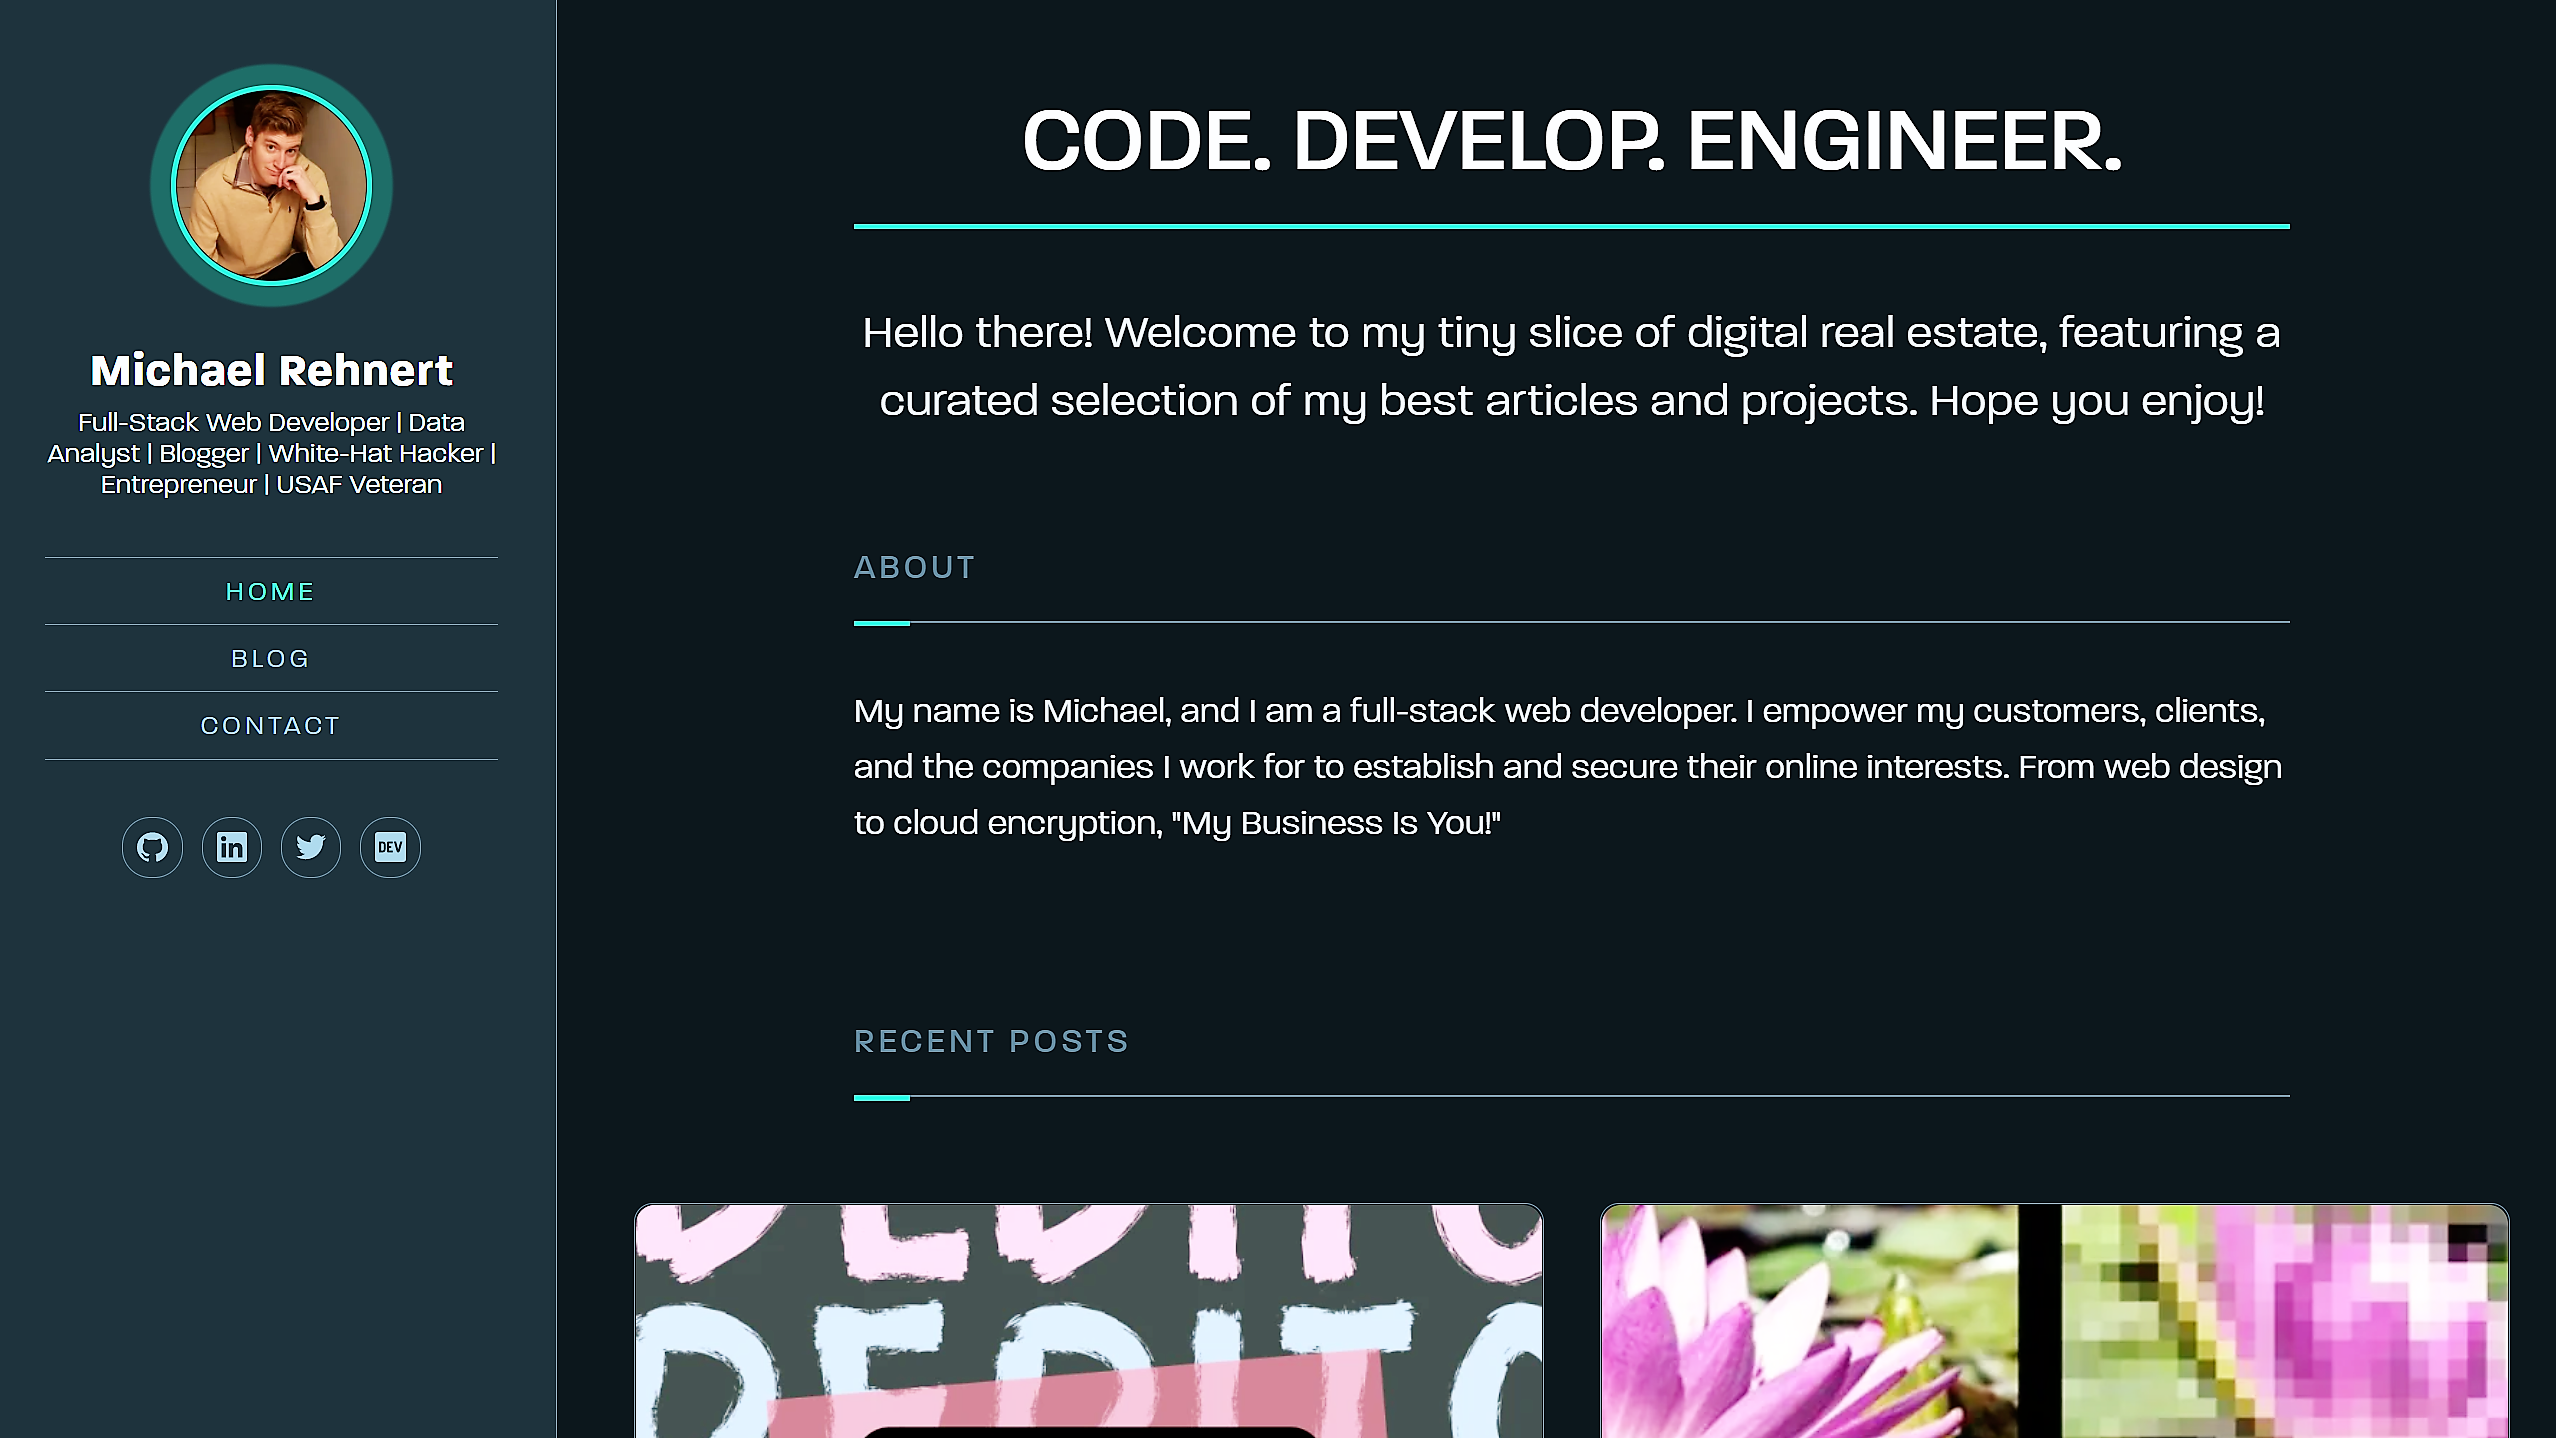 Michael Rehnert
Full-Stack Web Developer | Data
Analyst | Blogger | White-Hat Hacker |
Entrepreneur | USAF Veteran
HOME
BLOG
CONTACT
in
DEV
CODE. DEVELOP. ENGINEER.
Hello there! Welcome to my tiny slice of digital real estate, featuring a
curated selection of my best articles and projects. Hope you enjoy!
ABOUT
My name is Michael, and I am a full-stack web developer. I empower my customers, clients,
and the companies I work for to establish and secure their online interests. From web design
to cloud encryption, "My Business Is You!"
RECENT POSTS